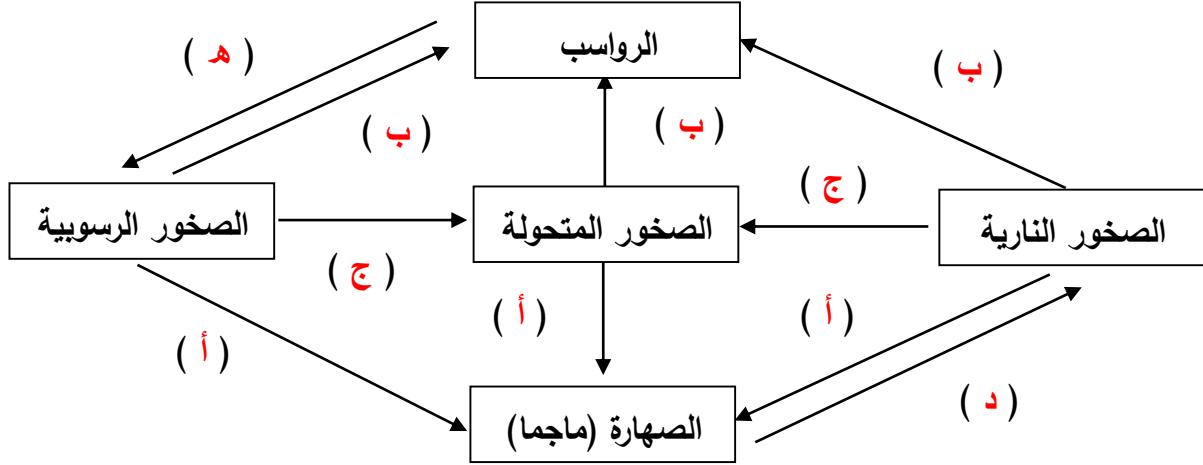 الرواسب
( هـ )
( ب )
( ب )
( ب )
( ج )
الصخور النارية
الصخور المتحولة
الصخور الرسوبية
( ج )
( أ )
( أ )
( أ )
( د )
الصهارة (ماجما)